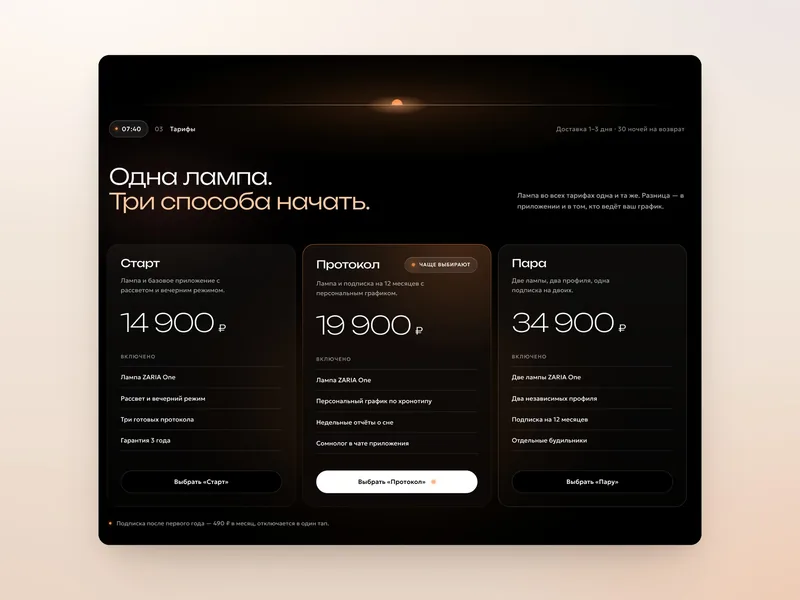 07:40 03 Тарифы
Доставка 1–3 дня · 30 ночей на возврат
Одна лампа.
Три способа начать.
Лампа во всех тарифах одна и та же. Разница — в
приложении и в том, кто ведёт ваш график.
Старт
Лампа и базовое приложение с
рассветом и вечерним режимом.
14 900 ₽
ВКЛЮЧЕНО
Лампа ZARIA One
Рассвет и вечерний режим
Три готовых протокола
Гарантия 3 года
Выбрать «Старт»
Протокол
ЧАЩЕ ВЫБИРАЮТ
Лампа и подписка на 12 месяцев с
персональным графиком.
19 900 ₽
ВКЛЮЧЕНО
Лампа ZARIA One
Персональный график по хронотипу
Недельные отчёты о сне
Сомнолог в чате приложения
Выбрать «Протокол»
Пара
Две лампы, два профиля, одна
подписка на двоих.
34 900 ₽
ВКЛЮЧЕНО
Две лампы ZARIA One
Два независимых профиля
Подписка на 12 месяцев
Отдельные будильники
Выбрать «Пару»
Подписка после первого года — 490 ₽ в месяц, отключается в один тап.